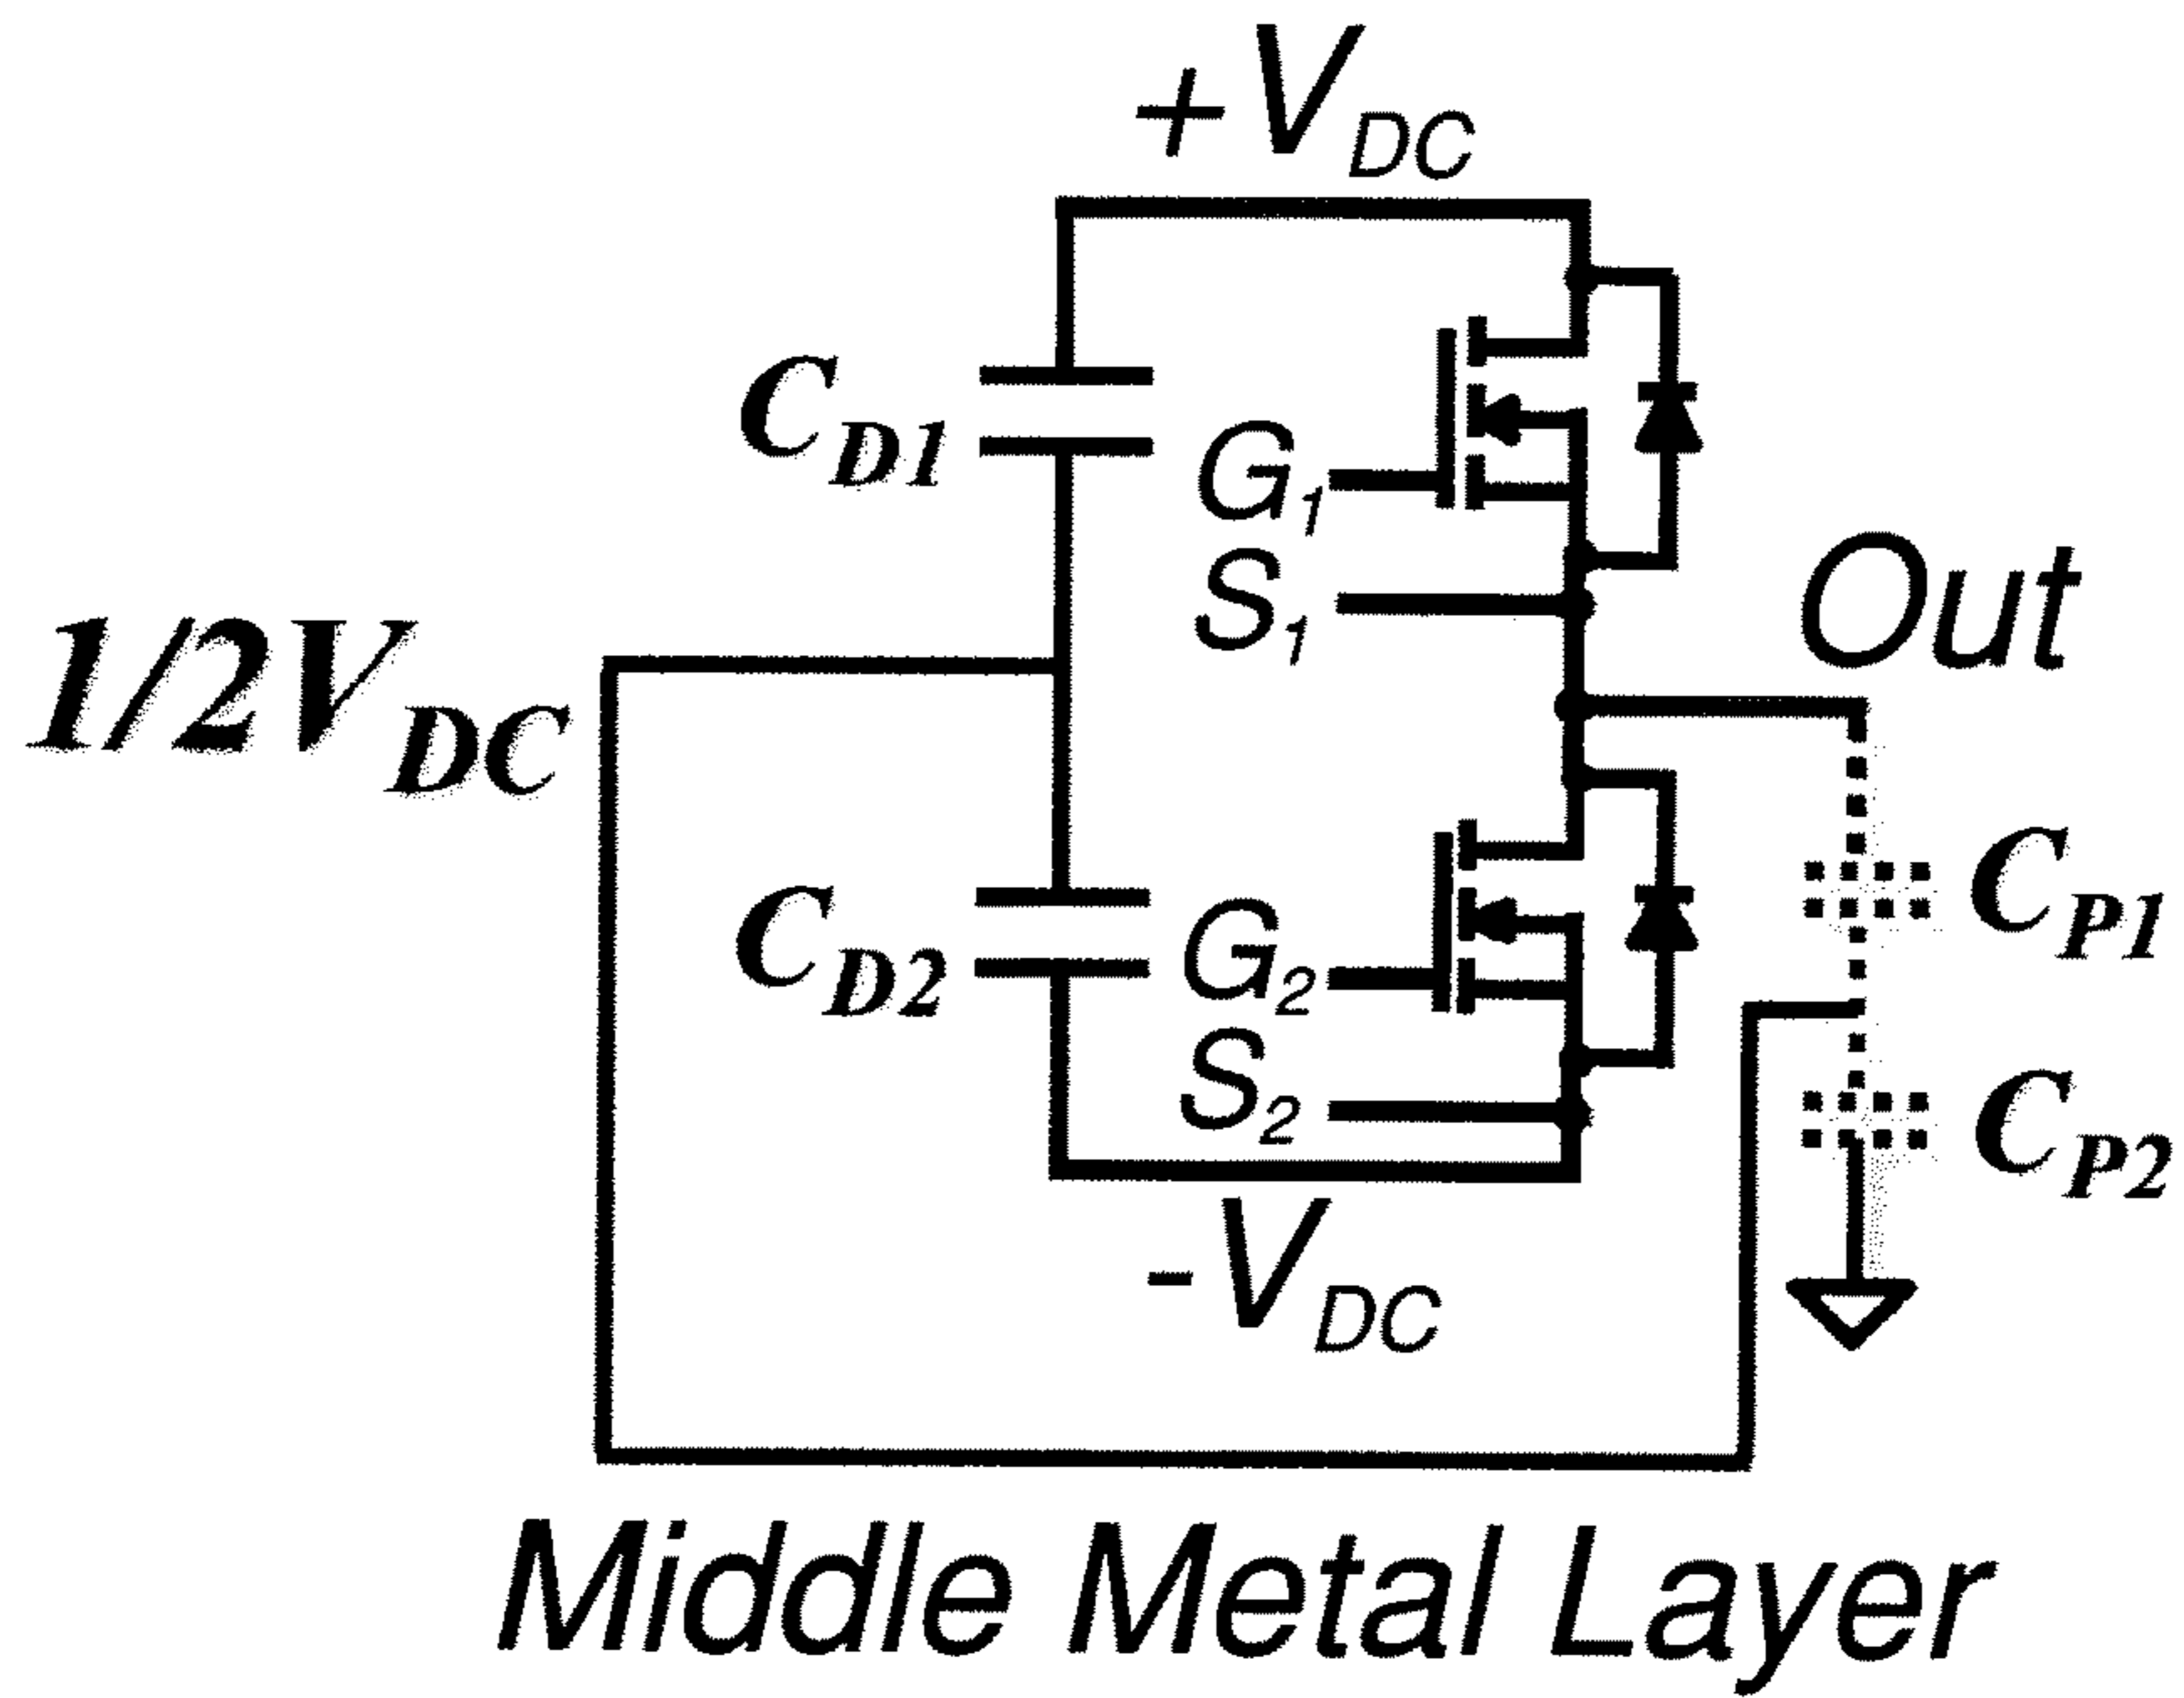 +VDC
CD1
G1
S1
Out
1/2VDC
CD2
G2
S2
CP1
CP2
-VDC
Middle Metal Layer